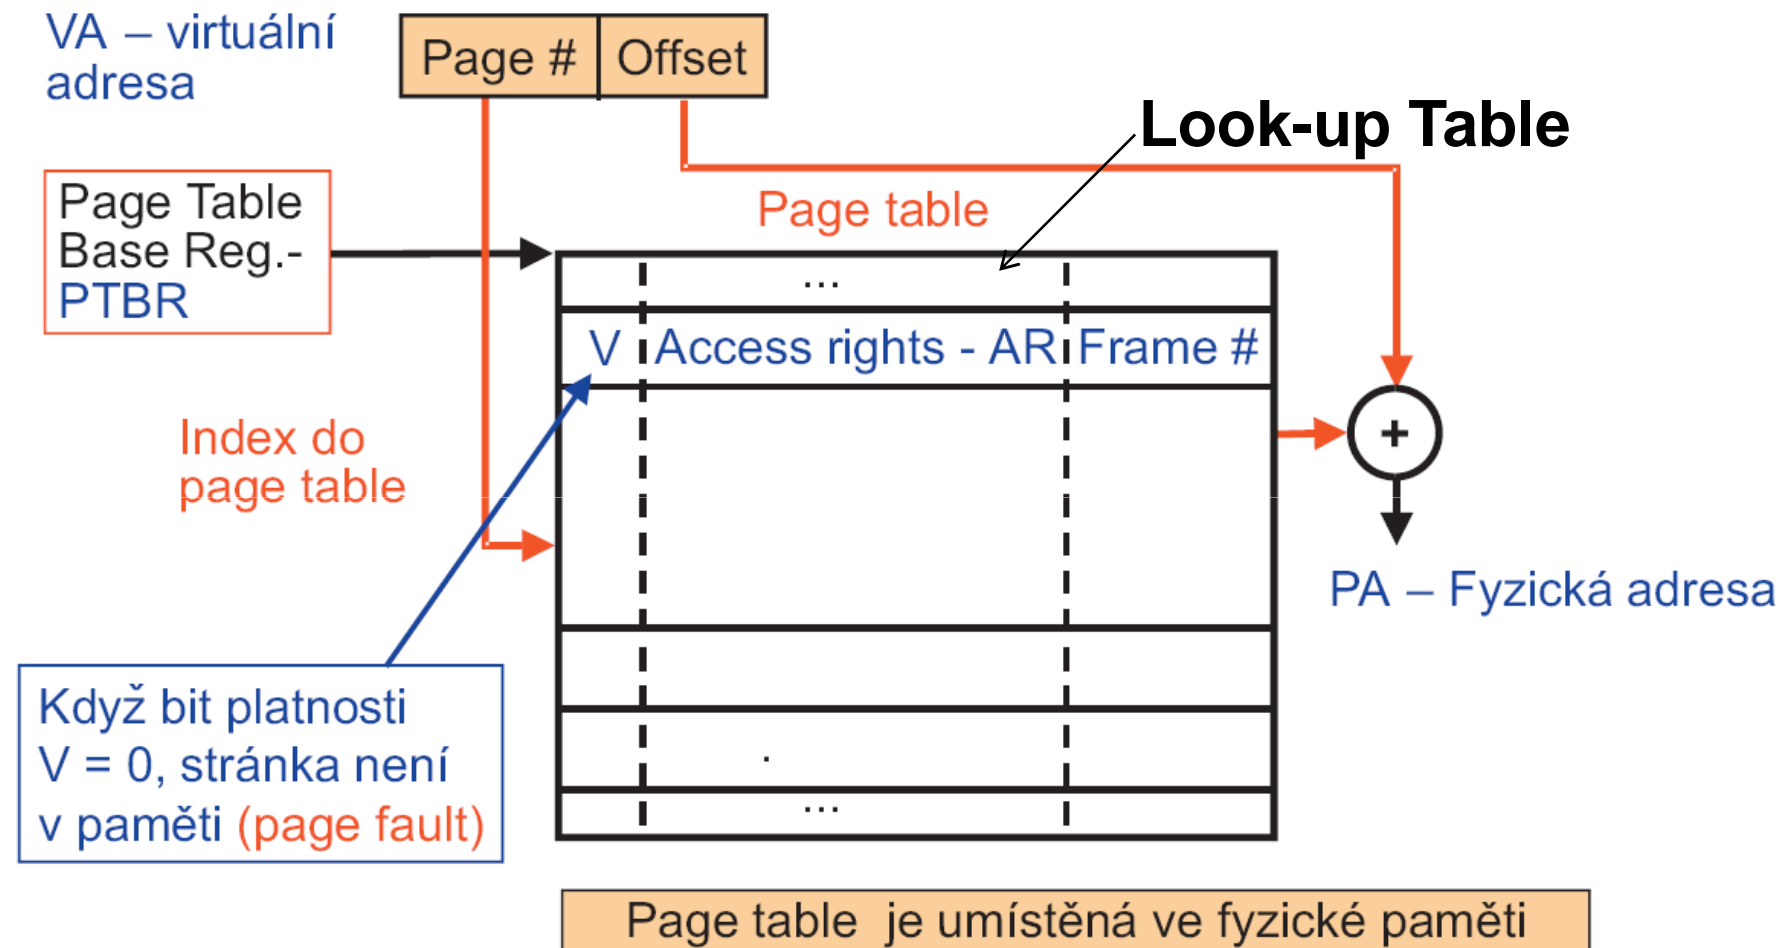 VA – virtuální
adresa
Page # Offset
Look-up Table
Page Table
Base Reg.-
PTBR
Page table
...
V Access rights - AR Frame #
Index do
page table
+
PA – Fyzická adresa
Když bit platnosti
V = 0, stránka není
v paměti (page fault)
.
...
Page table je umístěná ve fyzické paměti